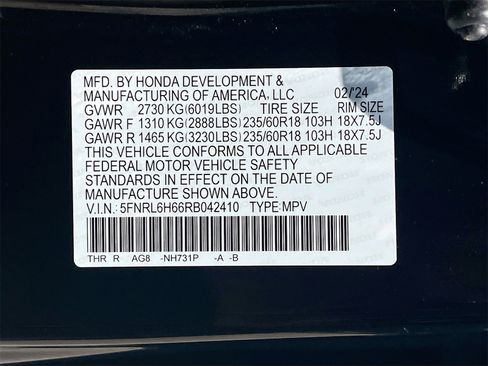 MFD. BY HONDA DEVELOPMENT &
MANUFACTURING OF AMERICA, LLC 02/'24
GVWR 2730 KG(6019LBS) TIRE SIZE RIM SIZE
GAWR F 1310 KG(2888LBS) 235/60R18 103H 18X7.5J
GAWR R 1465 KG(3230LBS) 235/60R18 103H 18X7.5J
THIS VEHICLE CONFORMS TO ALL APPLICABLE
FEDERAL MOTOR VEHICLE SAFETY
STANDARDS IN EFFECT ON THE DATE OF
MANUFACTURE SHOWN ABOVE.
V.I.N.: 5FNRL6H66RB042410 TYPE:MPV
THR R AG8 -NH731P -A -B